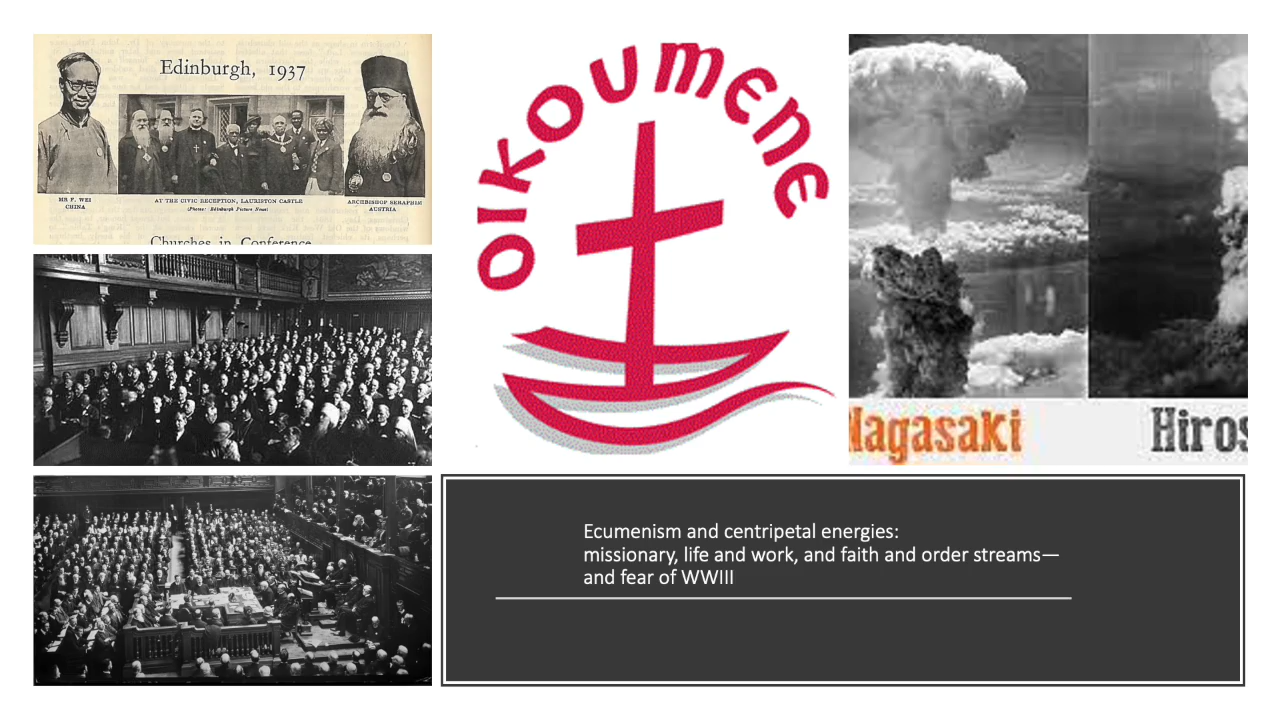 Edinburgh, 1937
MR F. WEI
CHINA
AT THE CIVIC RECEPTION, LAURISTON CASTLE
(Photos: Edinburgh Picture News)
ARCHBISHOP SERAPHIM
AUSTRIA
Churches in Conference
OIKOUMENE
Nagasaki Hiros
Ecumenism and centripetal energies:
missionary, life and work, and faith and order streams—
and fear of WWIII